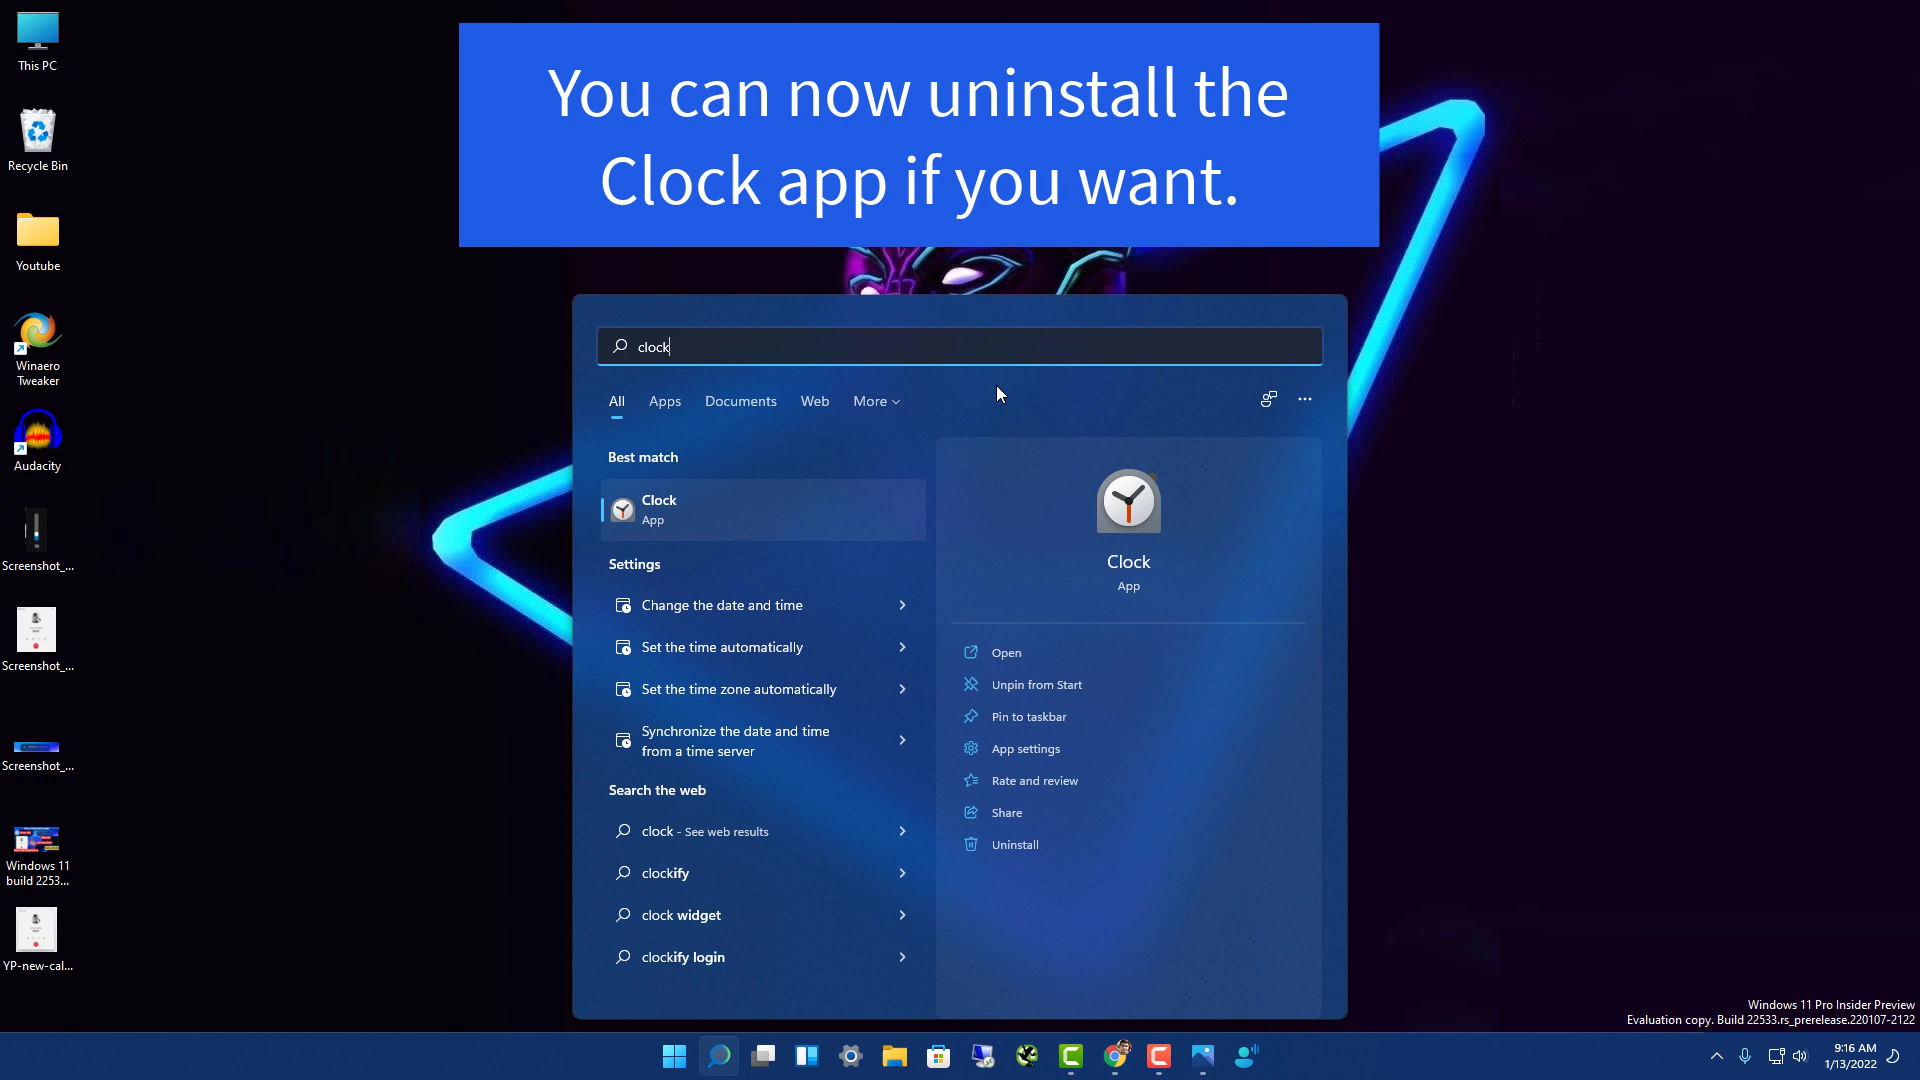 This PC
Recycle Bin
Youtube
Winaero
Tweaker
Audacity
Screenshot_...
Screenshot_...
Screenshot_...
Windows 11
build 2253...
YP-new-cal...
You can now uninstall the
Clock app if you want.
clock
All Apps Documents Web More
Best match
Clock
App
Settings
Change the date and time
Set the time automatically
Set the time zone automatically
Synchronize the date and time
from a time server
Search the web
clock - See web results
clockify
clock widget
clockify login
Clock
App
Open
Unpin from Start
Pin to taskbar
App settings
Rate and review
Share
Uninstall
Windows 11 Pro Insider Preview
Evaluation copy. Build 22533.rs_prerelease.220107-2122
9:16 AM
1/13/2022